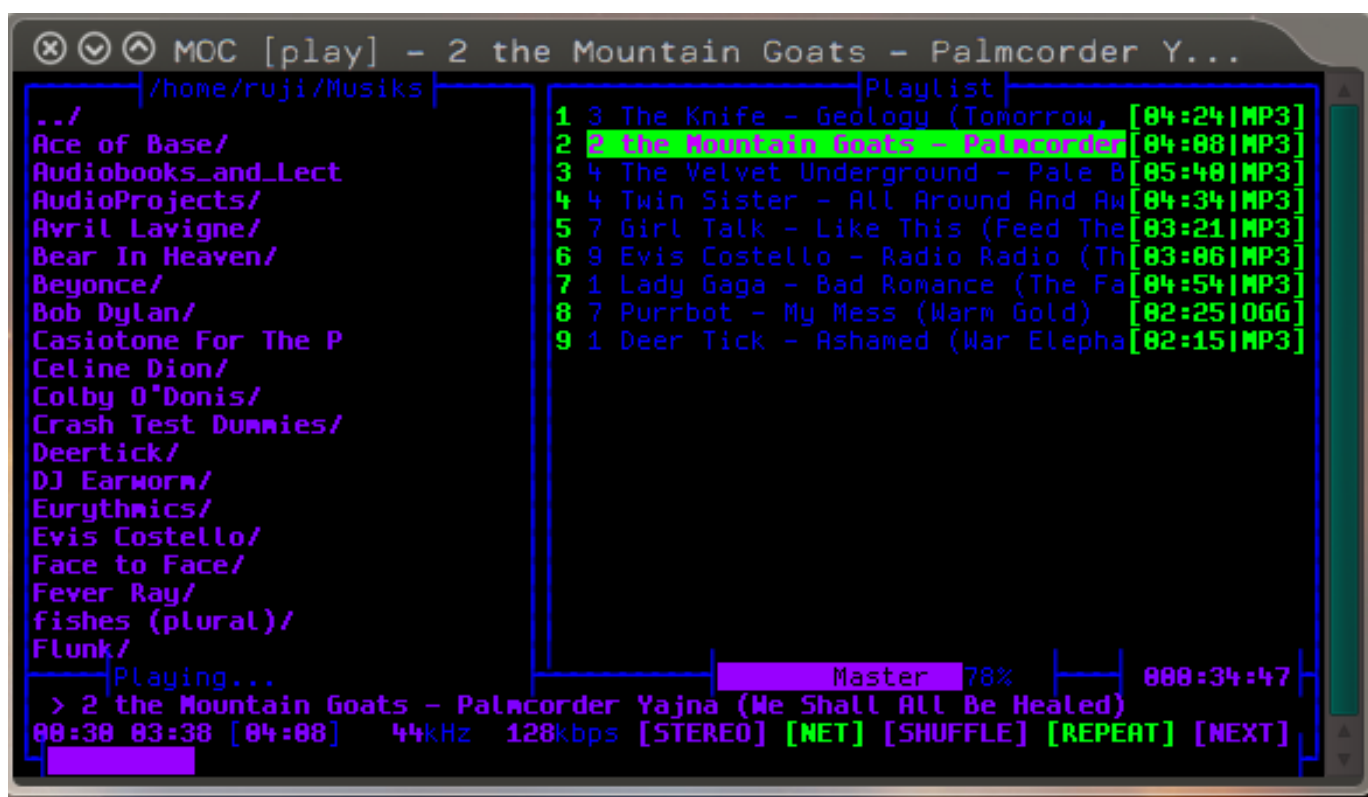 MOC [play] - 2 the Mountain Goats - Palmcorder Y...
/home/ruji/Musiks
../
Ace of Base/
Audiobooks_and_Lect
AudioProjects/
Avril Lavigne/
Bear In Heaven/
Beyonce/
Bob Dylan/
Casiotone For The P
Celine Dion/
Colby O'Donis/
Crash Test Dummies/
Deertick/
DJ Earworm/
Eurythmics/
Evis Costello/
Face to Face/
Fever Ray/
fishes (plural)/
Flunk/
Playlist
1 3 The Knife - Geology (Tomorrow, [04:24|MP3]
2 2 the Mountain Goats - Palmcorder [04:08|MP3]
3 4 The Velvet Underground - Pale B[05:40|MP3]
4 4 Twin Sister - All Around And Aw[04:34|MP3]
5 7 Girl Talk - Like This (Feed The[03:21|MP3]
6 9 Evis Costello - Radio Radio (Th[03:06|MP3]
7 1 Lady Gaga - Bad Romance (The Fa[04:54|MP3]
8 7 Purrbot - My Mess (Warm Gold) [02:25|OGG]
9 1 Deer Tick - Ashamed (War Elepha[02:15|MP3]
Master 78% 000:34:47
Playing...
> 2 the Mountain Goats - Palmcorder Yajna (We Shall All Be Healed)
00:30 03:38 [04:08] 44kHz 128kbps [STEREO] [NET] [SHUFFLE] [REPEAT] [NEXT]